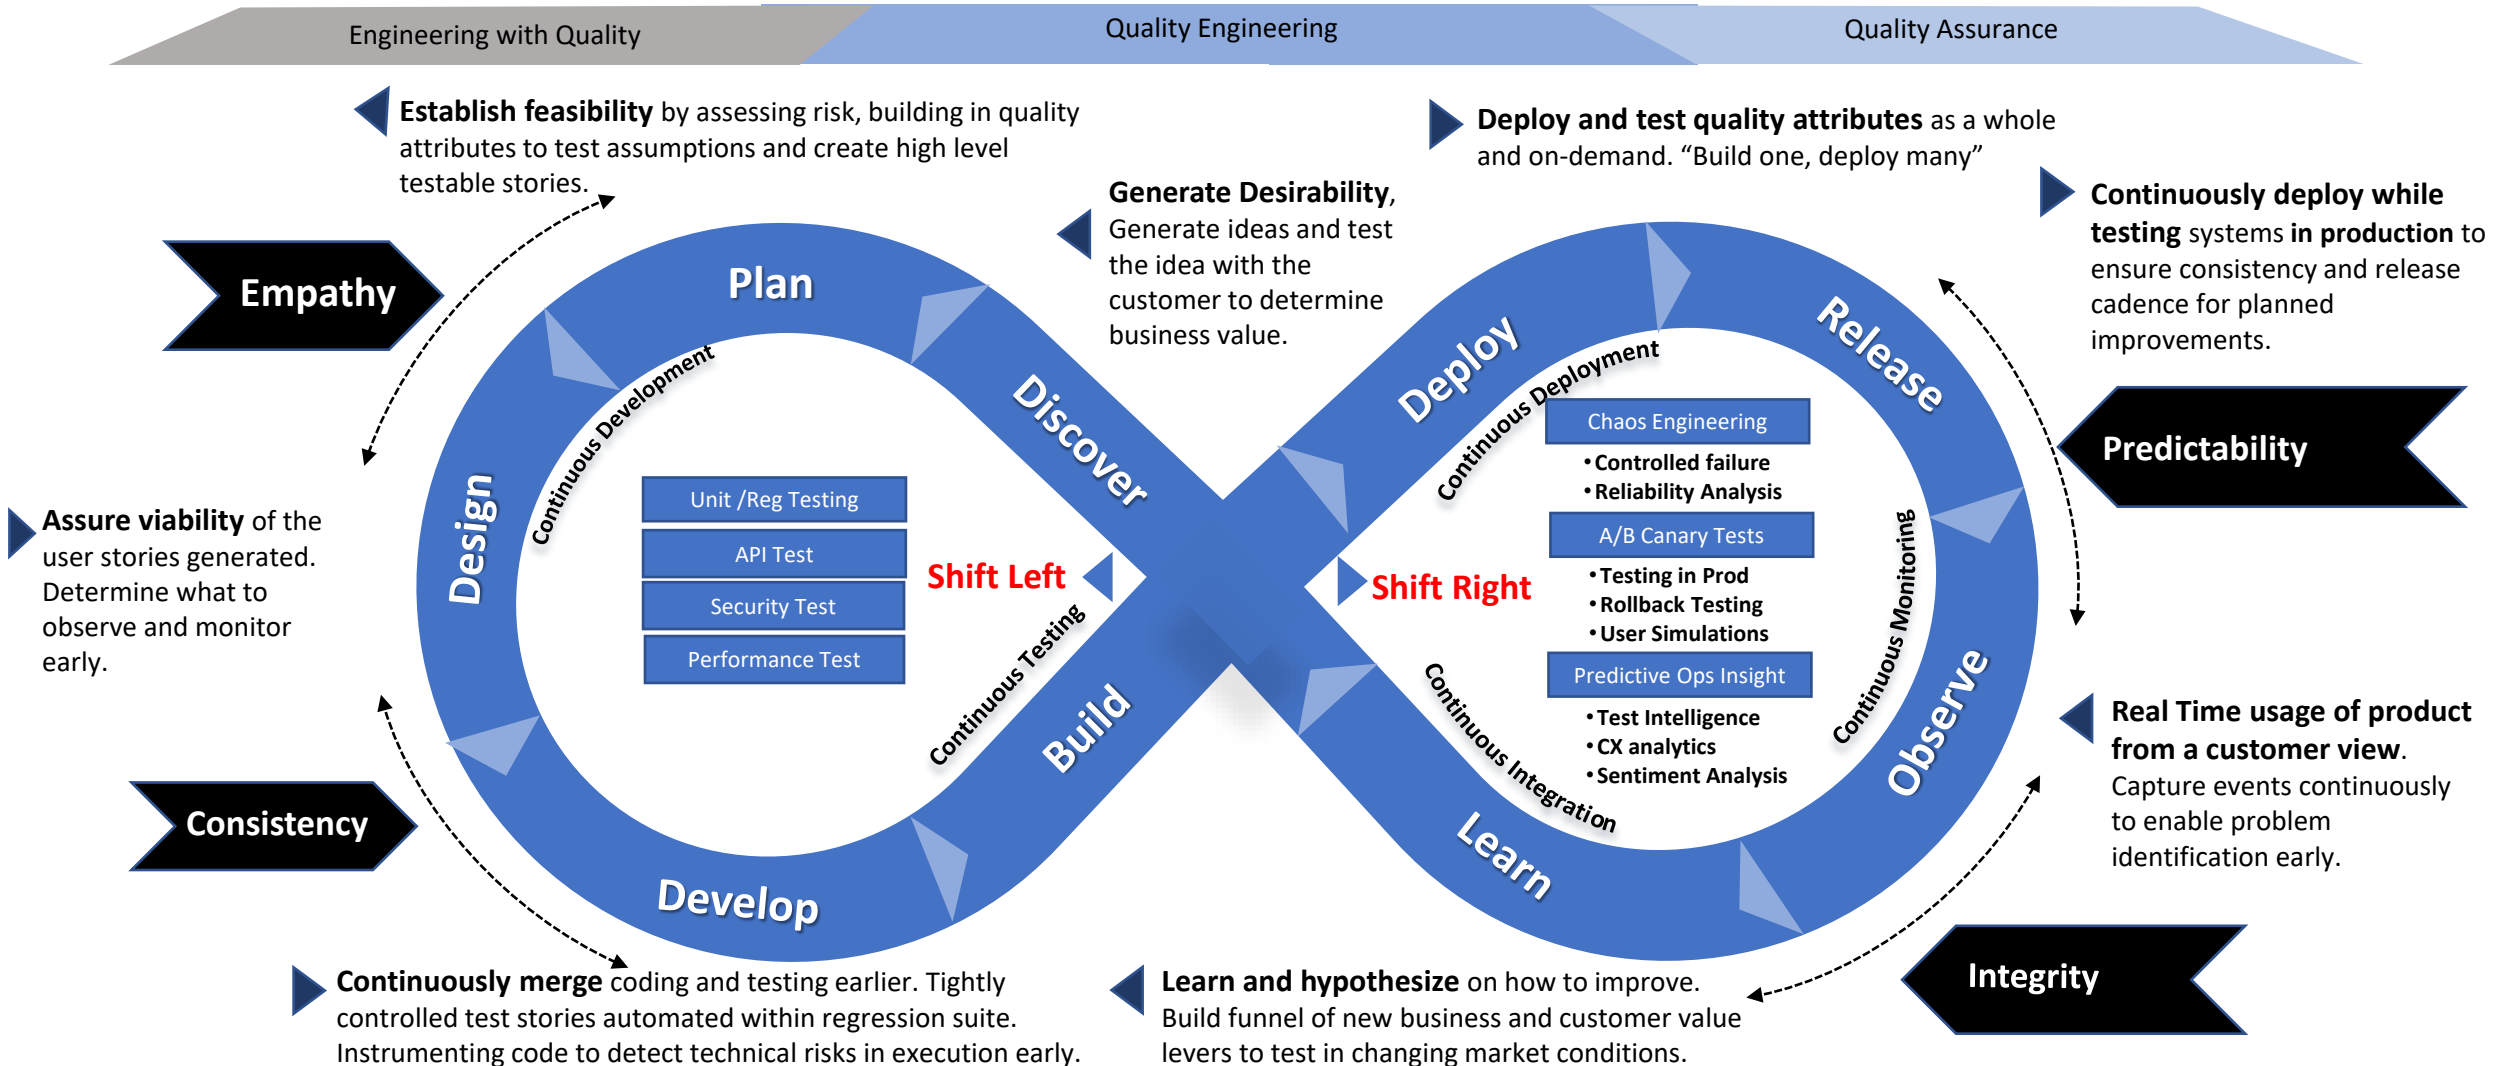 Engineering with Quality
Quality Engineering
Quality Assurance
Establish feasibility by assessing risk, building in quality
attributes to test assumptions and create high level
testable stories.
Generate Desirability,
Generate ideas and test
the idea with the
customer to determine
business value.
Deploy and test quality attributes as a whole
and on-demand. “Build one, deploy many”
Continuously deploy while
testing systems in production to
ensure consistency and release
cadence for planned
improvements.
Empathy
Plan
Discover
Design
Develop
Build
Continuous Development
Continuous Testing
Unit /Reg Testing
API Test
Security Test
Performance Test
Shift Left
Shift Right
Deploy
Release
Observe
Learn
Continuous Deployment
Continuous Monitoring
Continuous Integration
Chaos Engineering
•Controlled failure
•Reliability Analysis
A/B Canary Tests
•Testing in Prod
•Rollback Testing
•User Simulations
Predictive Ops Insight
•Test Intelligence
•CX analytics
•Sentiment Analysis
Predictability
Assure viability of the
user stories generated.
Determine what to
observe and monitor
early.
Consistency
Real Time usage of product
from a customer view.
Capture events continuously
to enable problem
identification early.
Integrity
Continuously merge coding and testing earlier. Tightly
controlled test stories automated within regression suite.
Instrumenting code to detect technical risks in execution early.
Learn and hypothesize on how to improve.
Build funnel of new business and customer value
levers to test in changing market conditions.